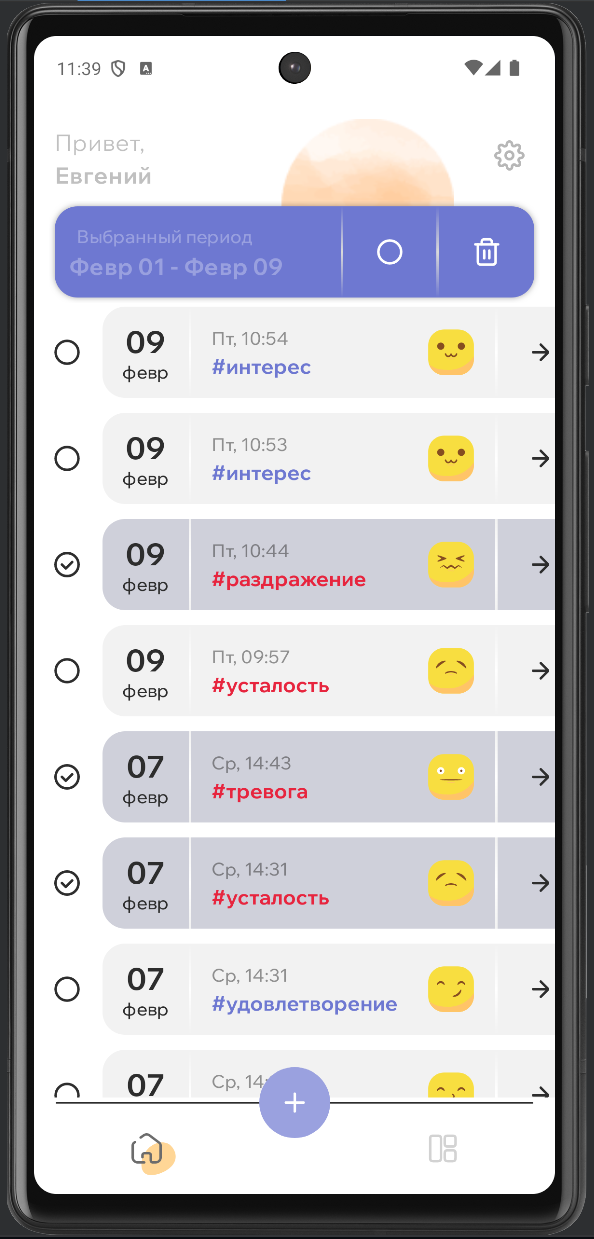 11:39
Привет,
Евгений
Выбранный период
Февр 01 - Февр 09
09
февр
Пт, 10:54
#интерес
09
февр
Пт, 10:53
#интерес
09
февр
Пт, 10:44
#раздражение
09
февр
Пт, 09:57
#усталость
07
февр
Ср, 14:43
#тревога
07
февр
Ср, 14:31
#усталость
07
февр
Ср, 14:31
#удовлетворение
07
Ср, 14: